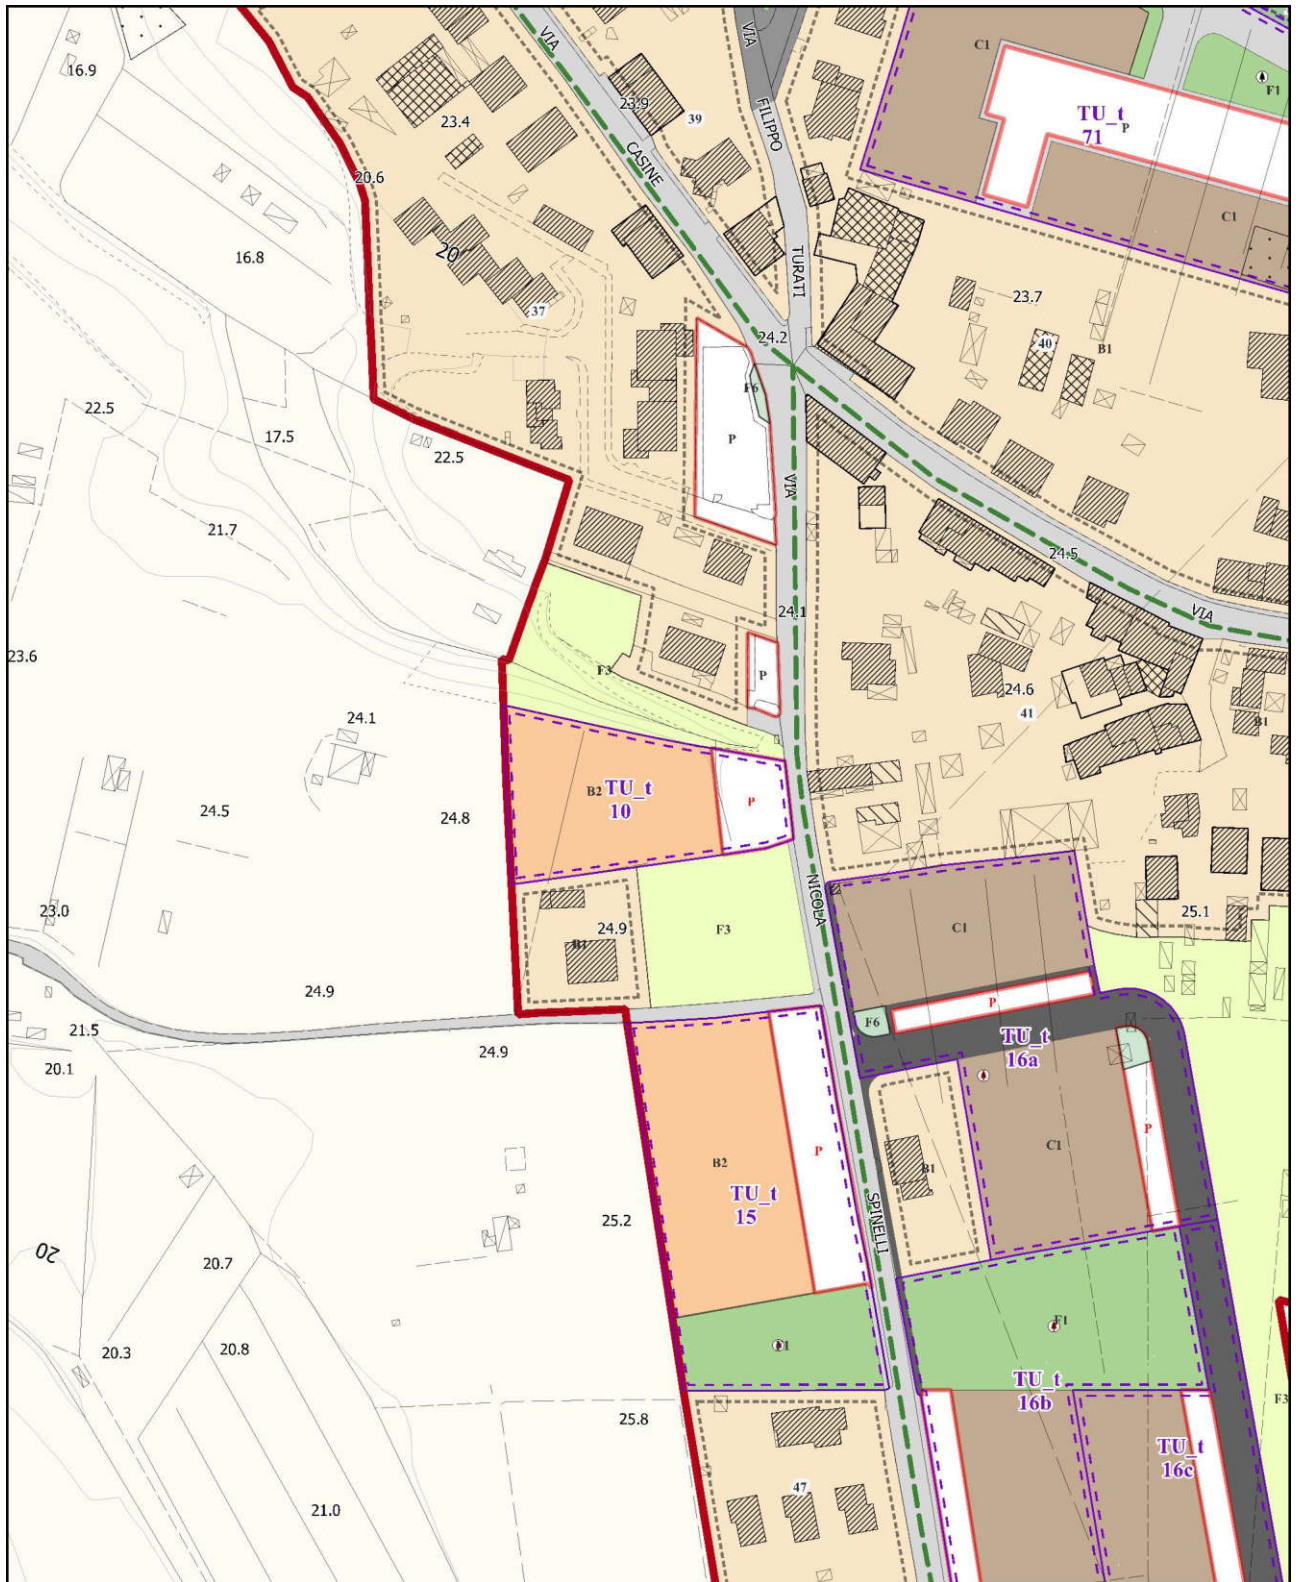 VIA
VIA
C1
16.9
F1
23.9
TU_t
P
71
39
FILIPPO
23.4
CASINE
20.6
C1
TURATI
20
16.8
23.7
37
24.2
40
B1
F6
22.5
17.5
P
22.5
VIA
21.7
24.5
24.1
VIA
23.6
F3
P
24.6
41
B1
24.1
B2
TU_t
10
P
24.5
24.8
NICOLA
23.0
24.9
B1
F3
C1
25.1
24.9
P
21.5
F6
TU_t
16a
24.9
20.1
P
C1
B2
P
B1
TU_t
15
SPINELLI
25.2
20
20.7
F1
20.3
20.8
TU_t
16b
F3
25.8
TU_t
16c
47
21.0